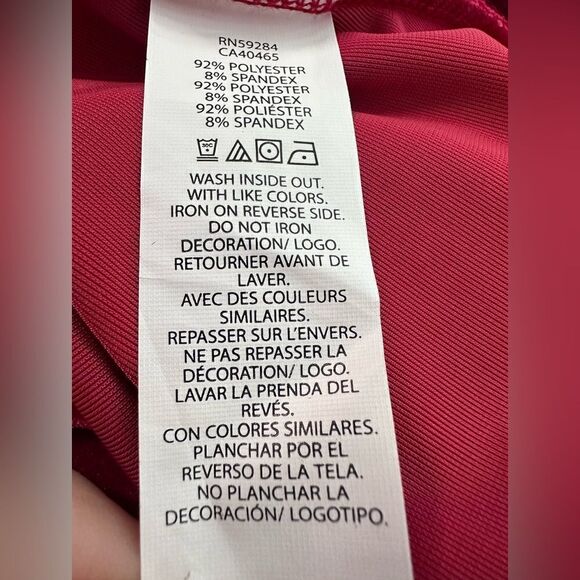 RN59284
CA40465
92% POLYESTER
8% SPANDEX
92% POLYESTER
8% SPANDEX
92% POLIÉSTER
8% SPANDEX
30C
WASH INSIDE OUT.
WITH LIKE COLORS.
IRON ON REVERSE SIDE.
DO NOT IRON
DECORATION/ LOGO.
RETOURNER AVANT DE
LAVER.
AVEC DES COULEURS
SIMILAIRES.
REPASSER SUR L'ENVERS.
NE PAS REPASSER LA
DÉCORATION/ LOGO.
LAVAR LA PRENDA DEL
REVÉS.
CON COLORES SIMILARES.
PLANCHAR POR EL
REVERSO DE LA TELA.
NO PLANCHAR LA
DECORACIÓN/ LOGOTIPO.